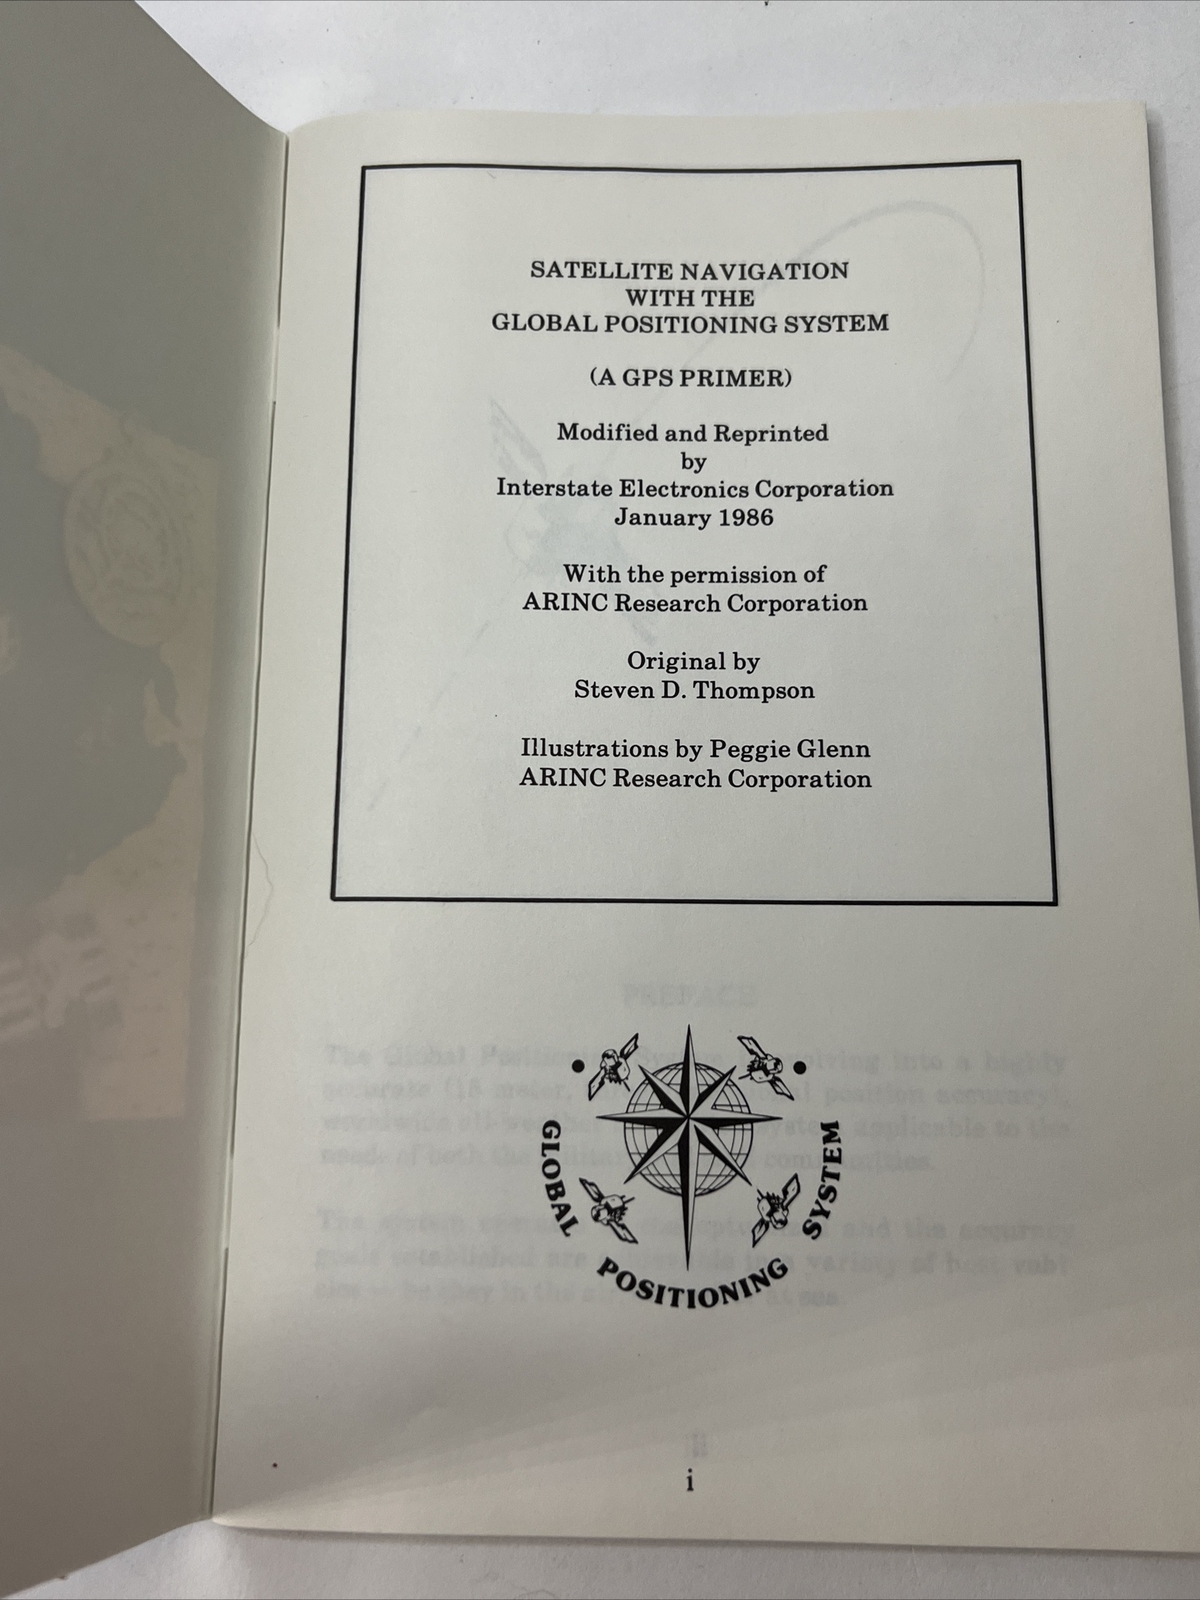 SATELLITE NAVIGATION
WITH THE
GLOBAL POSITIONING SYSTEM
(A GPS PRIMER)
Modified and Reprinted
by
Interstate Electronics Corporation
January 1986
With the permission of
ARINC Research Corporation
Original by
Steven D. Thompson
Illustrations by Peggie Glenn
ARINC Research Corporation
PREFACE
GLOBAL POSITIONING SYSTEM
i